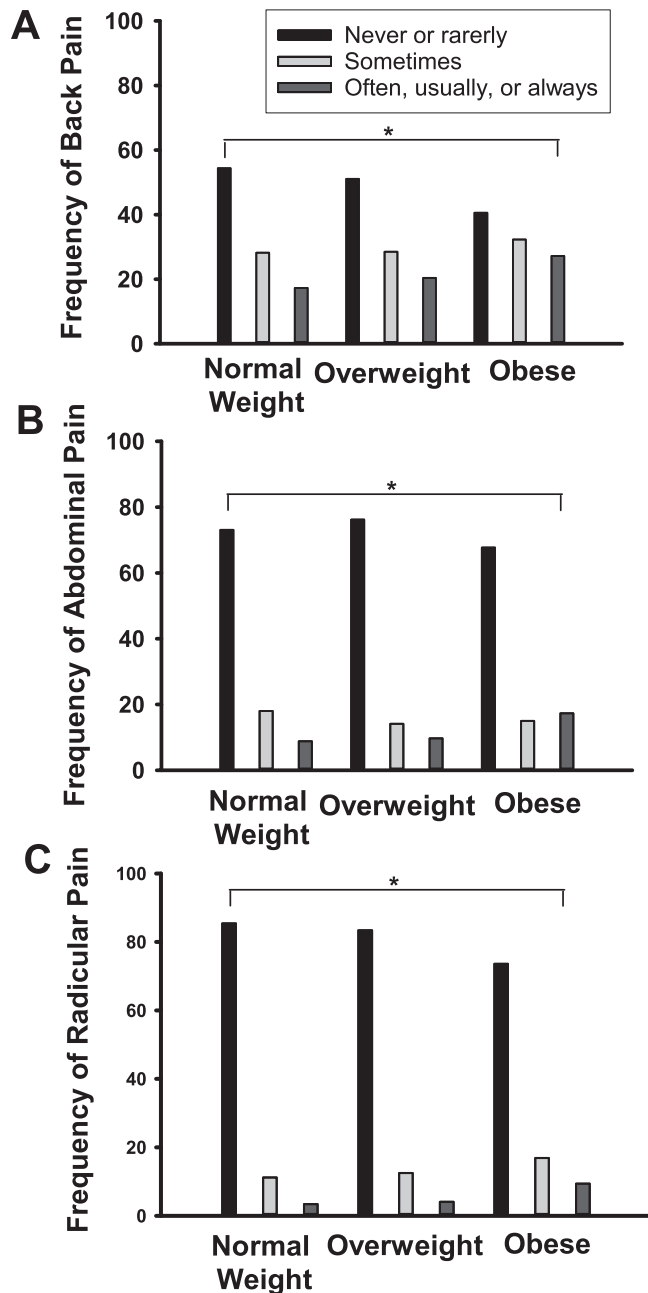 A
Frequency of Back Pain
100
80
60
40
20
0
Never or rarerly
Sometimes
Often, usually, or always
*
Normal Weight
Overweight
Obese
B
Frequency of Abdominal Pain
100
80
60
40
20
0
*
Normal Weight
Overweight
Obese
C
Frequency of Radicular Pain
100
80
60
40
20
0
*
Normal Weight
Overweight
Obese